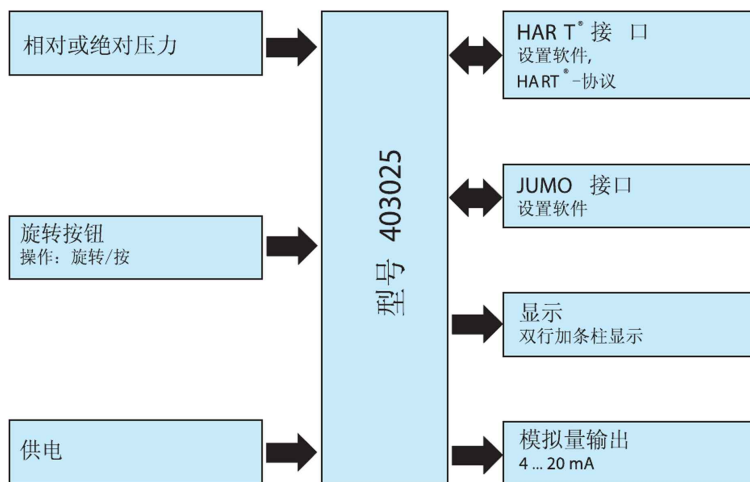 相对或绝对压力
旋转按钮
操作：旋转/按
供电
型号 403025
HART® 接 口
设置软件,
HART®-协议
JUMO 接口
设置软件
显示
双行加条柱显示
模拟量输出
4 ... 20 mA